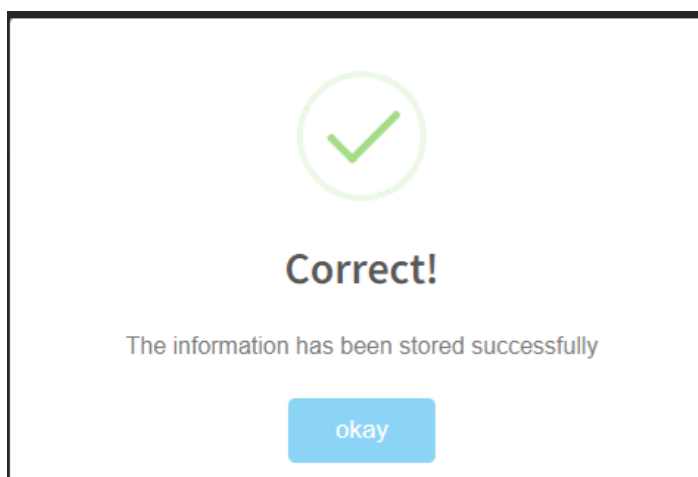 Correct!
The information has been stored successfully
okay